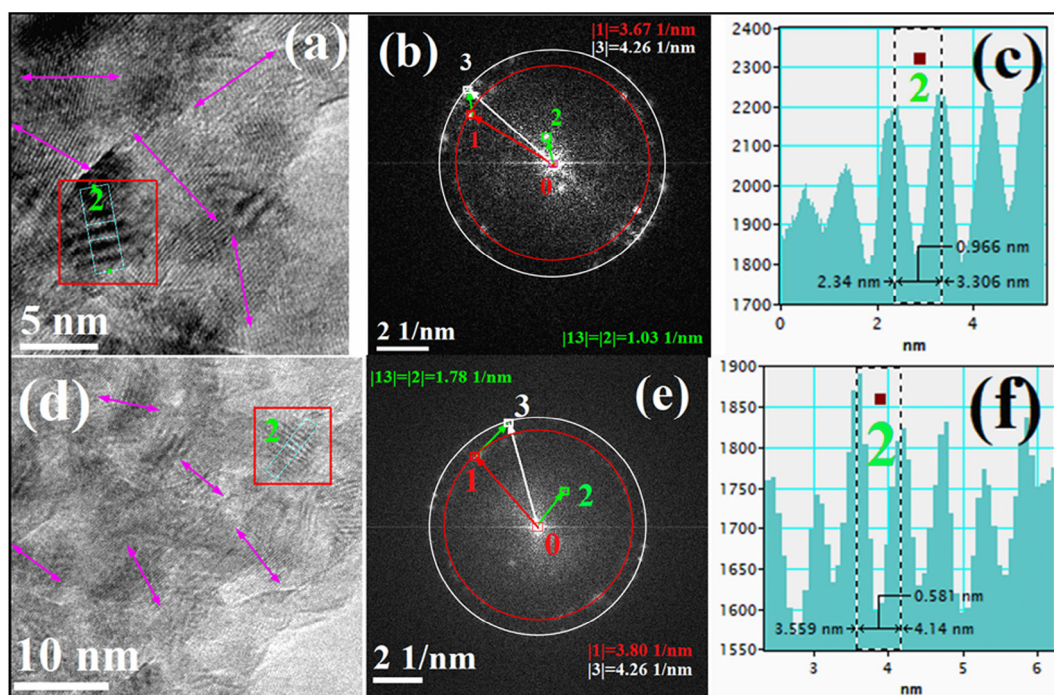 (a)
2
5 nm
(b)
|1|=3.67 1/nm
|3|=4.26 1/nm
3
1
2
0
2 1/nm
|13|=|2|=1.03 1/nm
(c)
2
2400
2300
2200
2100
2000
1900
1800
1700
0.966 nm
2.34 nm
3.306 nm
0
2
4
nm
(d)
2
10 nm
(e)
|13|=|2|=1.78 1/nm
3
1
2
0
2 1/nm
|1|=3.80 1/nm
|3|=4.26 1/nm
(f)
2
1900
1850
1800
1750
1700
1650
1600
1550
0.581 nm
3.559 nm
4.14 nm
3
4
5
6
nm